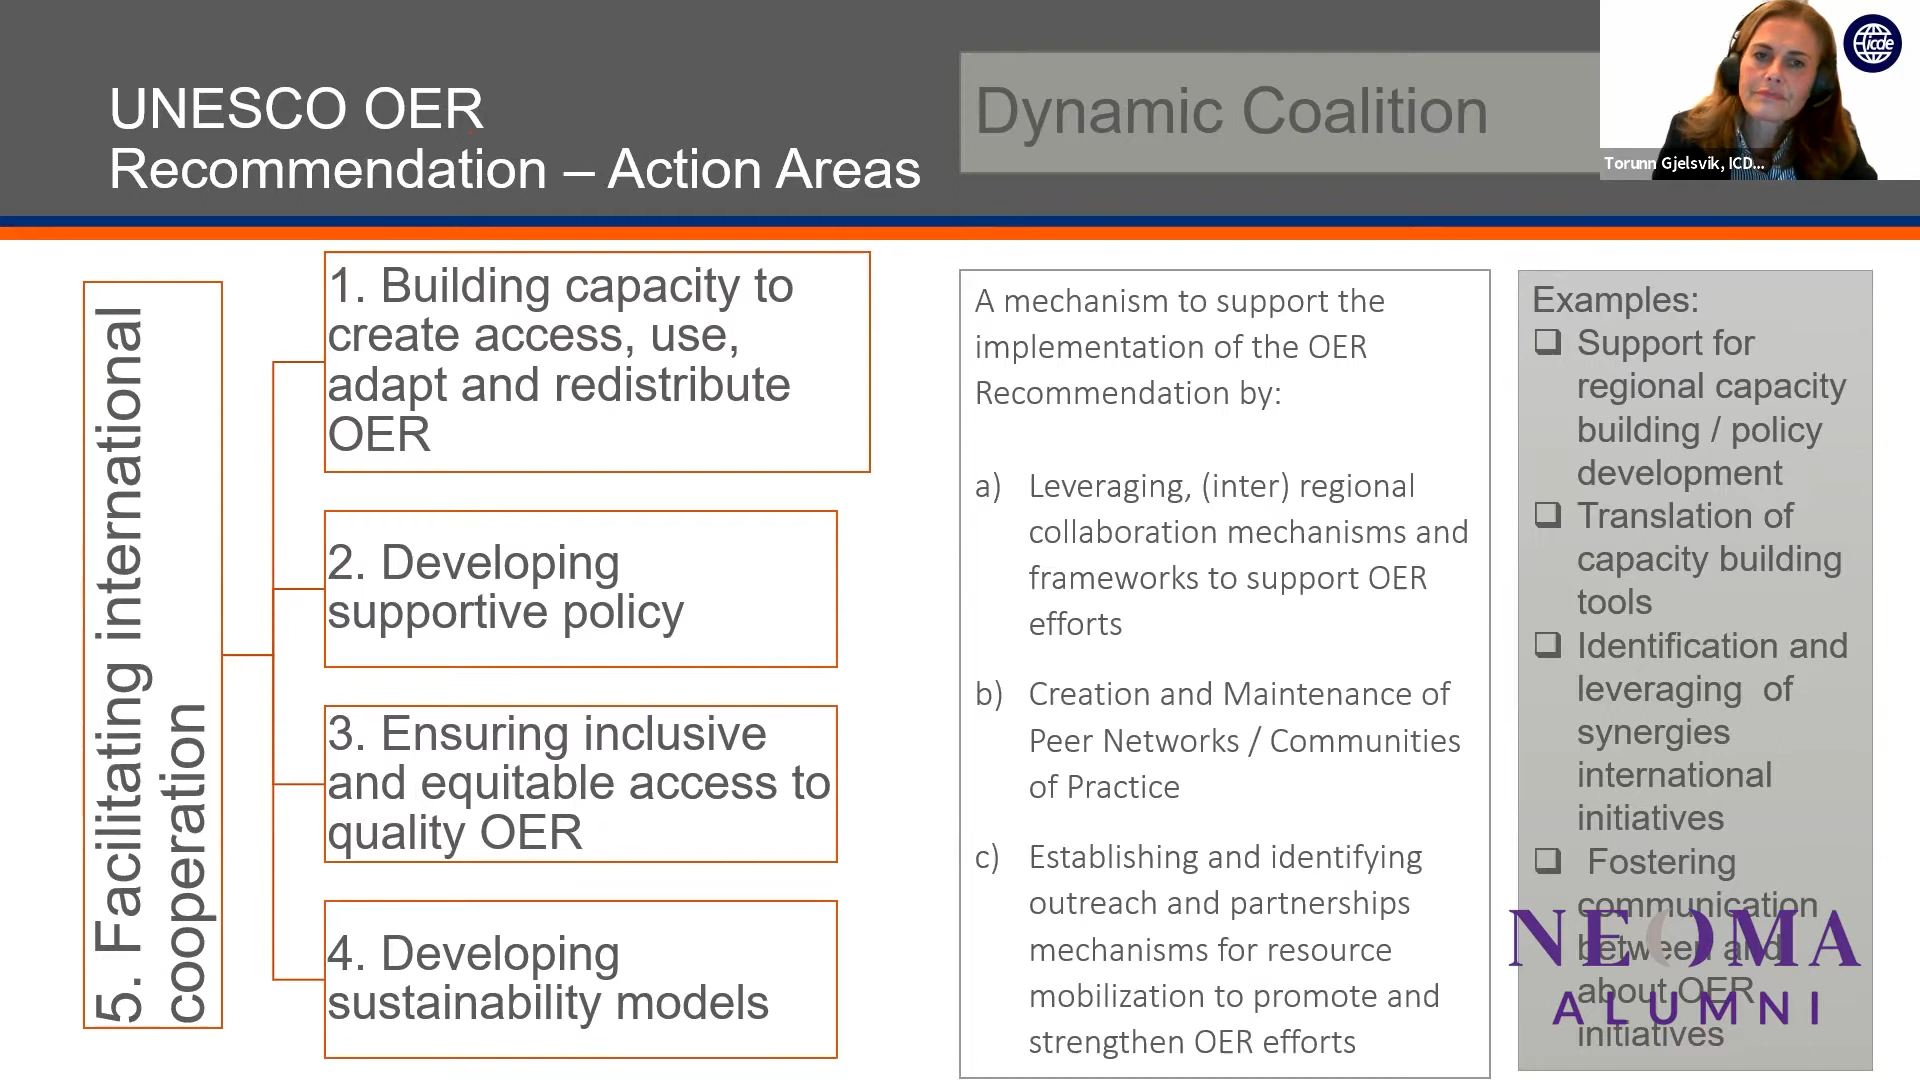 UNESCO OER
Recommendation – Action Areas
Dynamic Coalition
icde
Torunn Gjelsvik, ICD...
5. Facilitating international
cooperation
1. Building capacity to
create access, use,
adapt and redistribute
OER
2. Developing
supportive policy
3. Ensuring inclusive
and equitable access to
quality OER
4. Developing
sustainability models
A mechanism to support the
implementation of the OER
Recommendation by:
a) Leveraging, (inter) regional
collaboration mechanisms and
frameworks to support OER
efforts
b) Creation and Maintenance of
Peer Networks / Communities
of Practice
c) Establishing and identifying
outreach and partnerships
mechanisms for resource
mobilization to promote and
strengthen OER efforts
Examples:
❑ Support for
regional capacity
building / policy
development
❑ Translation of
capacity building
tools
❑ Identification and
leveraging of
synergies
international
initiatives
❑ Fostering
communication
between and
about OER
initiatives
NEOMA
ALUMNI